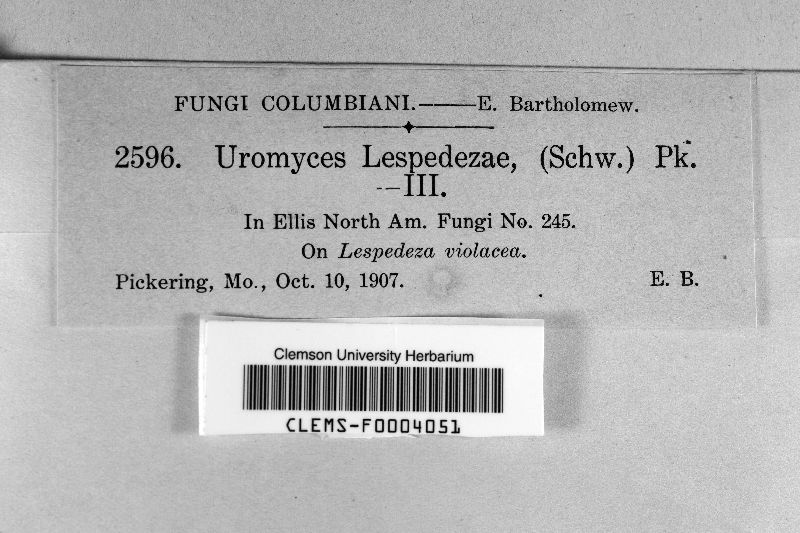 FUNGI COLUMBIANI.——E. Bartholomew.
2596. Uromyces Lespedezae, (Schw.) Pk.
—III.
In Ellis North Am. Fungi No. 245.
On Lespedeza violacea.
Pickering, Mo., Oct. 10, 1907. E. B.
Clemson University Herbarium
CLEMS-F0004051